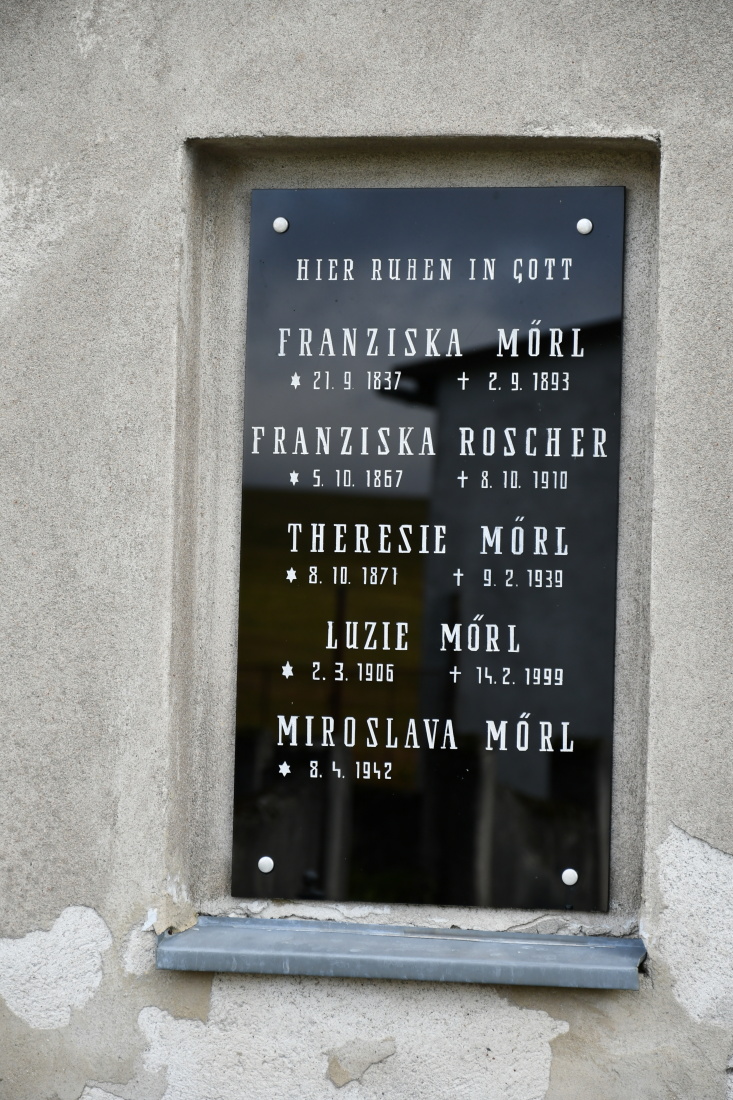 HIER RUHEN IN GOTT
FRANZISKA MŐRL
✶ 21. 9. 1837 † 2. 9. 1893
FRANZISKA ROSCHER
✶ 5. 10. 1867 † 8. 10. 1910
THERESIE MŐRL
✶ 8. 10. 1871 † 9. 2. 1939
LUZIE MŐRL
✶ 2. 3. 1906 † 14. 2. 1999
MIROSLAVA MŐRL
✶ 8. 4. 1942